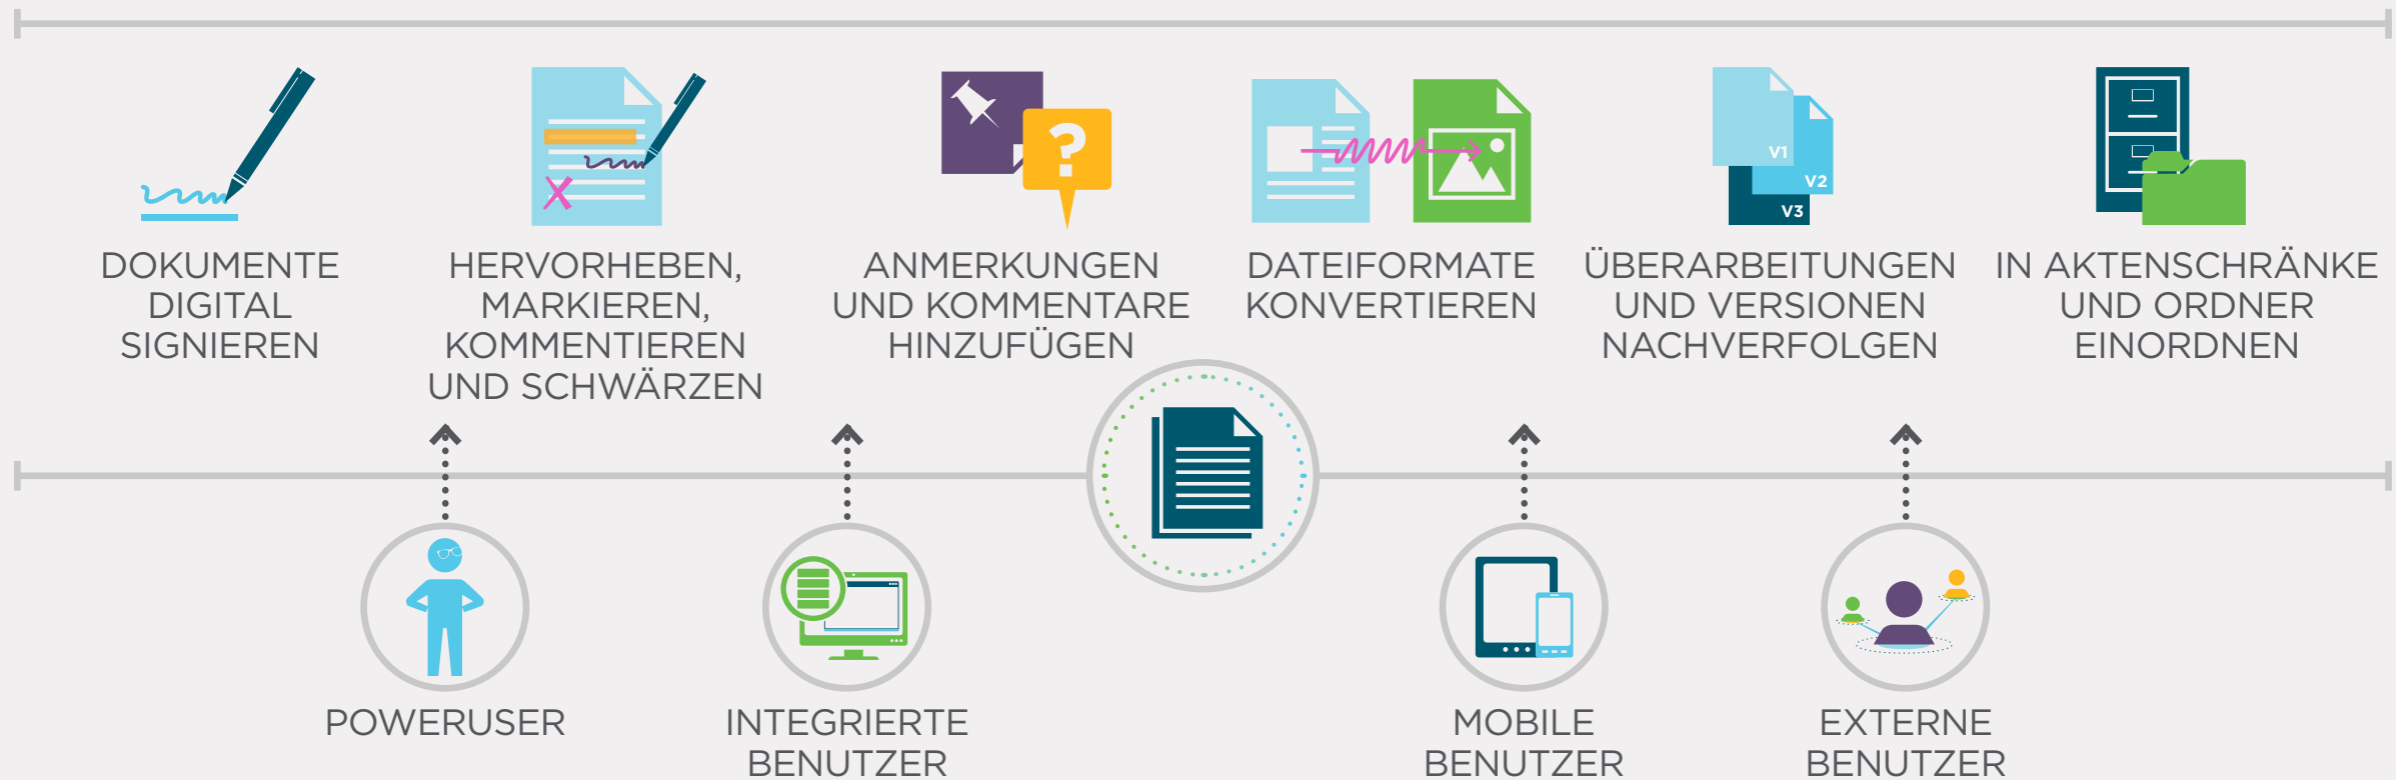 V1
V2
V3
DOKUMENTE
DIGITAL
SIGNIEREN
HERVORHEBEN,
MARKIEREN,
KOMMENTIEREN
UND SCHWÄRZEN
ANMERKUNGEN
UND KOMMENTARE
HINZUFÜGEN
DATEIFORMATE
KONVERTIEREN
ÜBERARBEITUNGEN
UND VERSIONEN
NACHVERFOLGEN
IN AKTENSCHRÄNKE
UND ORDNER
EINORDNEN
POWERUSER
INTEGRIERTE
BENUTZER
MOBILE
BENUTZER
EXTERNE
BENUTZER
?